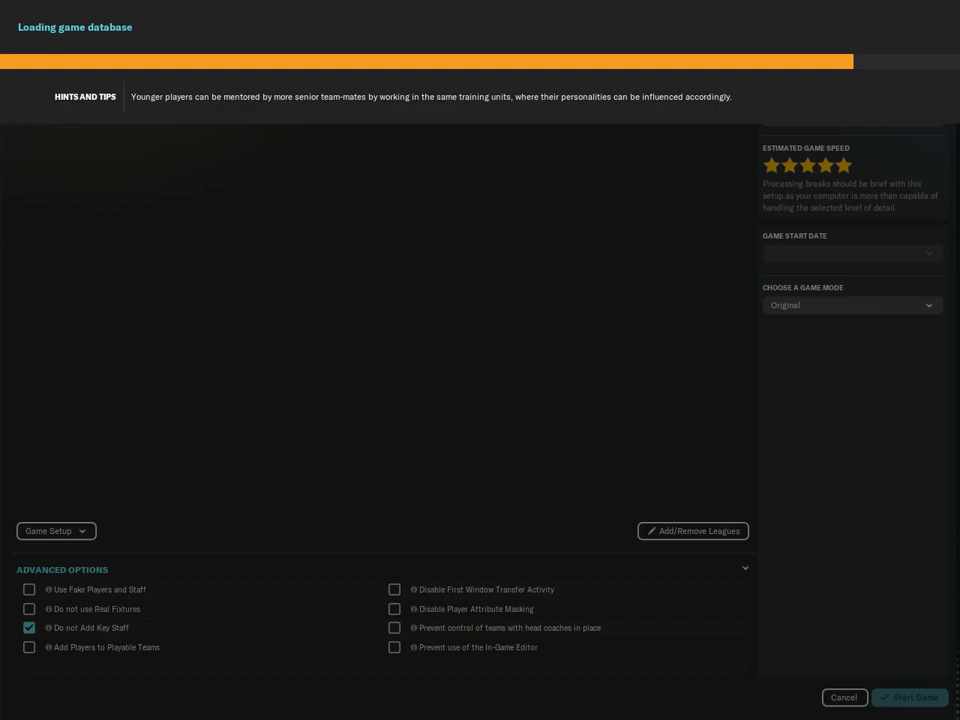 Loading game database
HINTS AND TIPS
Younger players can be mentored by more senior team-mates by working in the same training units, where their personalities can be influenced accordingly.
ESTIMATED GAME SPEED
Processing breaks should be brief with this
setup as your computer is more than capable of
handling the selected level of detail.
GAME START DATE
CHOOSE A GAME MODE
Original
Game Setup
Add/Remove Leagues
ADVANCED OPTIONS
Use Fake Players and Staff
Disable First Window Transfer Activity
Do not use Real Fixtures
Disable Player Attribute Masking
Do not Add Key Staff
Prevent control of teams with head coaches in place
Add Players to Playable Teams
Prevent use of the In-Game Editor
Cancel
Start Game